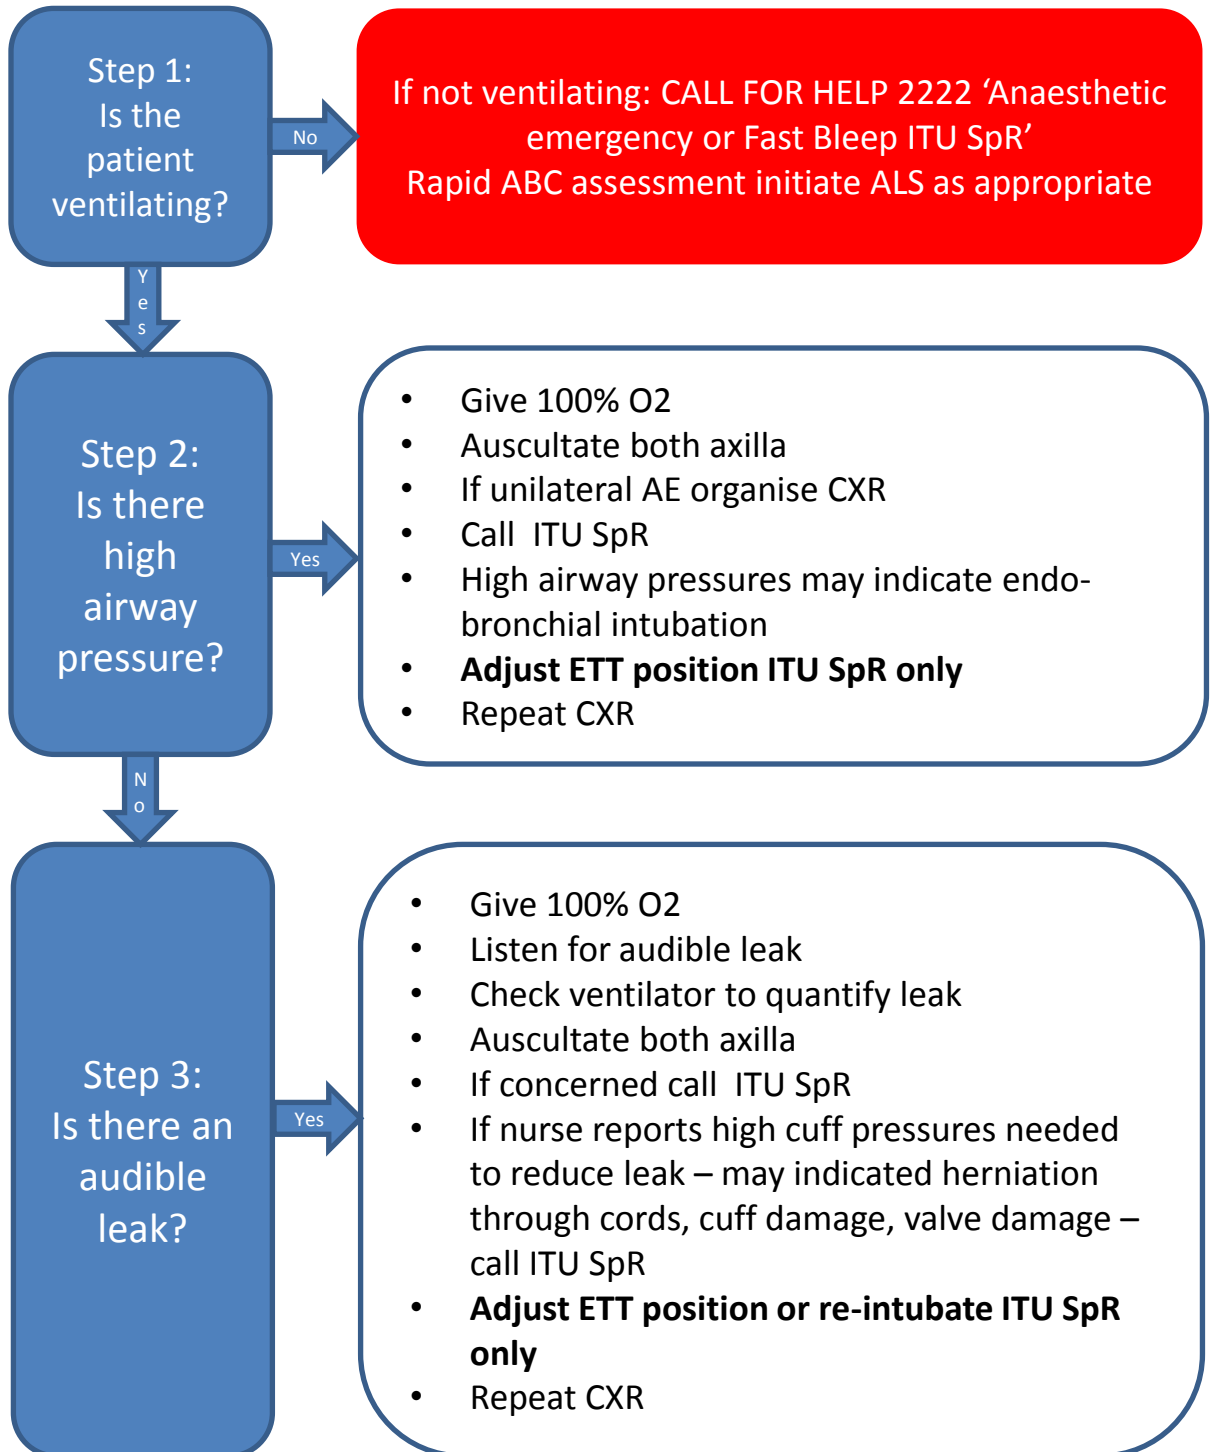 Step 1:
Is the
patient
ventilating?
No
If not ventilating: CALL FOR HELP 2222 ‘Anaesthetic
emergency or Fast Bleep ITU SpR’
Rapid ABC assessment initiate ALS as appropriate
Yes
Step 2:
Is there
high
airway
pressure?
Yes
• Give 100% O2
• Auscultate both axilla
• If unilateral AE organise CXR
• Call  ITU SpR
• High airway pressures may indicate endo-
bronchial intubation
• Adjust ETT position ITU SpR only
• Repeat CXR
No
Step 3:
Is there an
audible
leak?
Yes
• Give 100% O2
• Listen for audible leak
• Check ventilator to quantify leak
• Auscultate both axilla
• If concerned call  ITU SpR
• If nurse reports high cuff pressures needed
to reduce leak – may indicated herniation
through cords, cuff damage, valve damage –
call ITU SpR
• Adjust ETT position or re-intubate ITU SpR
only
• Repeat CXR